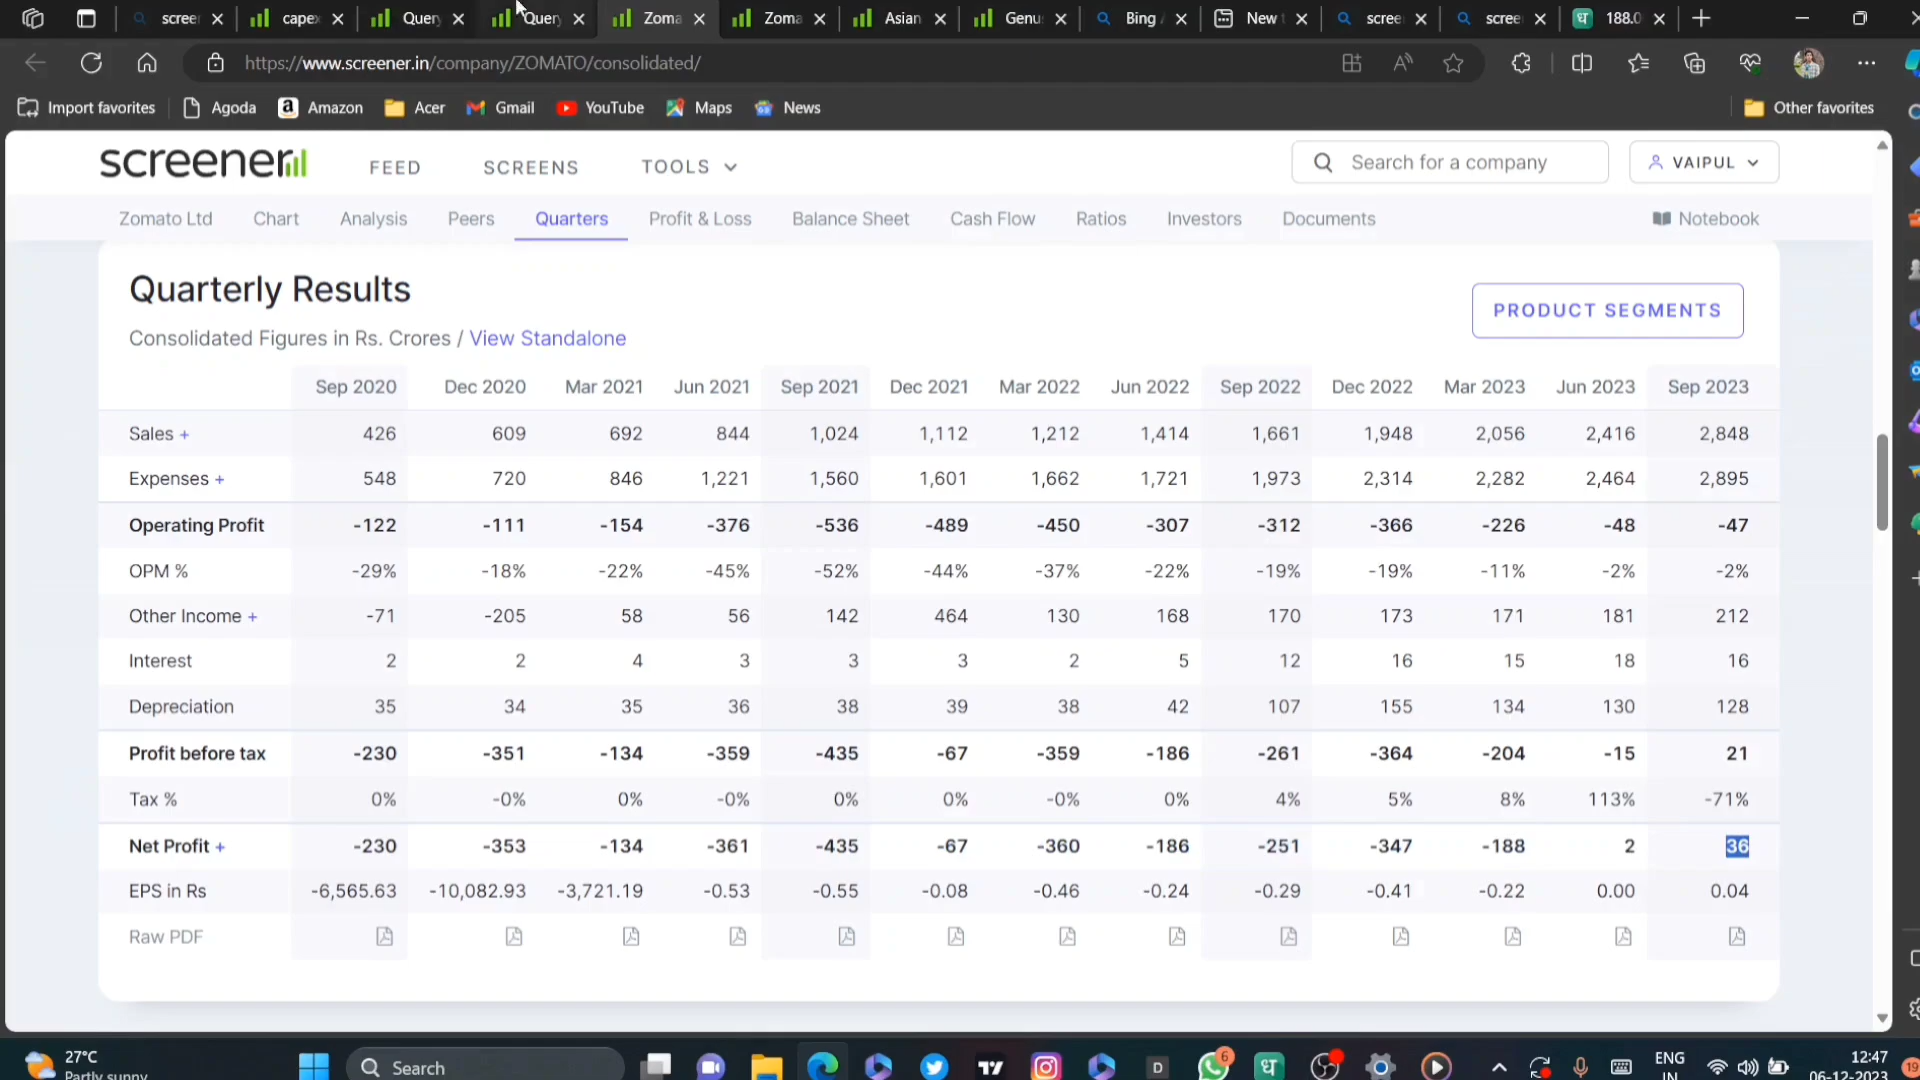 scree
cape
Query
Query
Zoma
Zoma
Asian
Genu
Bing
New
scree
scree
188.0
https://www.screener.in/company/ZOMATO/consolidated/
Import favorites Agoda Amazon Acer Gmail YouTube Maps News Other favorites
screener FEED SCREENS TOOLS Search for a company VAIPUL
Zomato Ltd Chart Analysis Peers Quarters Profit & Loss Balance Sheet Cash Flow Ratios Investors Documents Notebook
Quarterly Results
PRODUCT SEGMENTS
Consolidated Figures in Rs. Crores / View Standalone
Sep 2020 Dec 2020 Mar 2021 Jun 2021 Sep 2021 Dec 2021 Mar 2022 Jun 2022 Sep 2022 Dec 2022 Mar 2023 Jun 2023 Sep 2023
Sales + 426 609 692 844 1,024 1,112 1,212 1,414 1,661 1,948 2,056 2,416 2,848
Expenses + 548 720 846 1,221 1,560 1,601 1,662 1,721 1,973 2,314 2,282 2,464 2,895
Operating Profit -122 -111 -154 -376 -536 -489 -450 -307 -312 -366 -226 -48 -47
OPM % -29% -18% -22% -45% -52% -44% -37% -22% -19% -19% -11% -2% -2%
Other Income + -71 -205 58 56 142 464 130 168 170 173 171 181 212
Interest 2 2 4 3 3 3 2 5 12 16 15 18 16
Depreciation 35 34 35 36 38 39 38 42 107 155 134 130 128
Profit before tax -230 -351 -134 -359 -435 -67 -359 -186 -261 -364 -204 -15 21
Tax % 0% -0% 0% -0% 0% 0% -0% 0% 4% 5% 8% 113% -71%
Net Profit + -230 -353 -134 -361 -435 -67 -360 -186 -251 -347 -188 2 36
EPS in Rs -6,565.63 -10,082.93 -3,721.19 -0.53 -0.55 -0.08 -0.46 -0.24 -0.29 -0.41 -0.22 0.00 0.04
Raw PDF
27°C
Partly sunny
Search
6
ENG
IN
12:47
06-12-2023